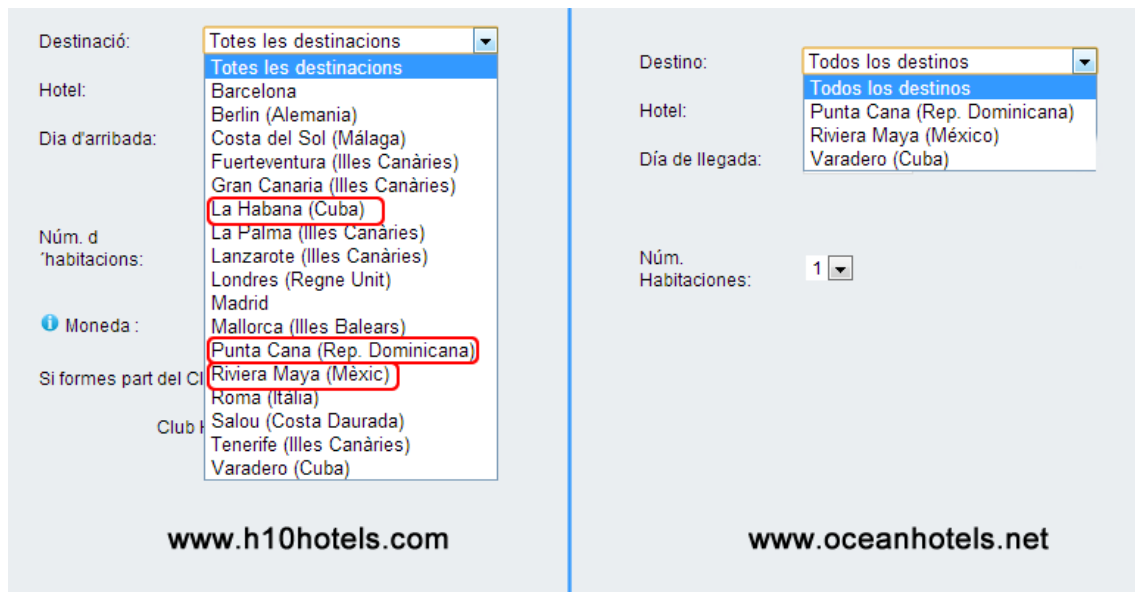 Destinació:
Totes les destinacions
Totes les destinacions
Hotel:
Barcelona
Berlin (Alemania)
Dia d'arribada:
Costa del Sol (Málaga)
Fuerteventura (Illes Canàries)
Gran Canaria (Illes Canàries)
La Habana (Cuba)
La Palma (Illes Canàries)
Núm. d
'habitacions:
Lanzarote (Illes Canàries)
Londres (Regne Unit)
Madrid
Moneda :
Mallorca (Illes Balears)
Punta Cana (Rep. Dominicana)
Si formes part del Cl
Riviera Maya (Mèxic)
Roma (Itàlia)
Club H
Salou (Costa Daurada)
Tenerife (Illes Canàries)
Varadero (Cuba)
www.h10hotels.com
Destino:
Todos los destinos
Todos los destinos
Hotel:
Punta Cana (Rep. Dominicana)
Riviera Maya (México)
Día de llegada:
Varadero (Cuba)
Núm.
Habitaciones:
1
www.oceanhotels.net